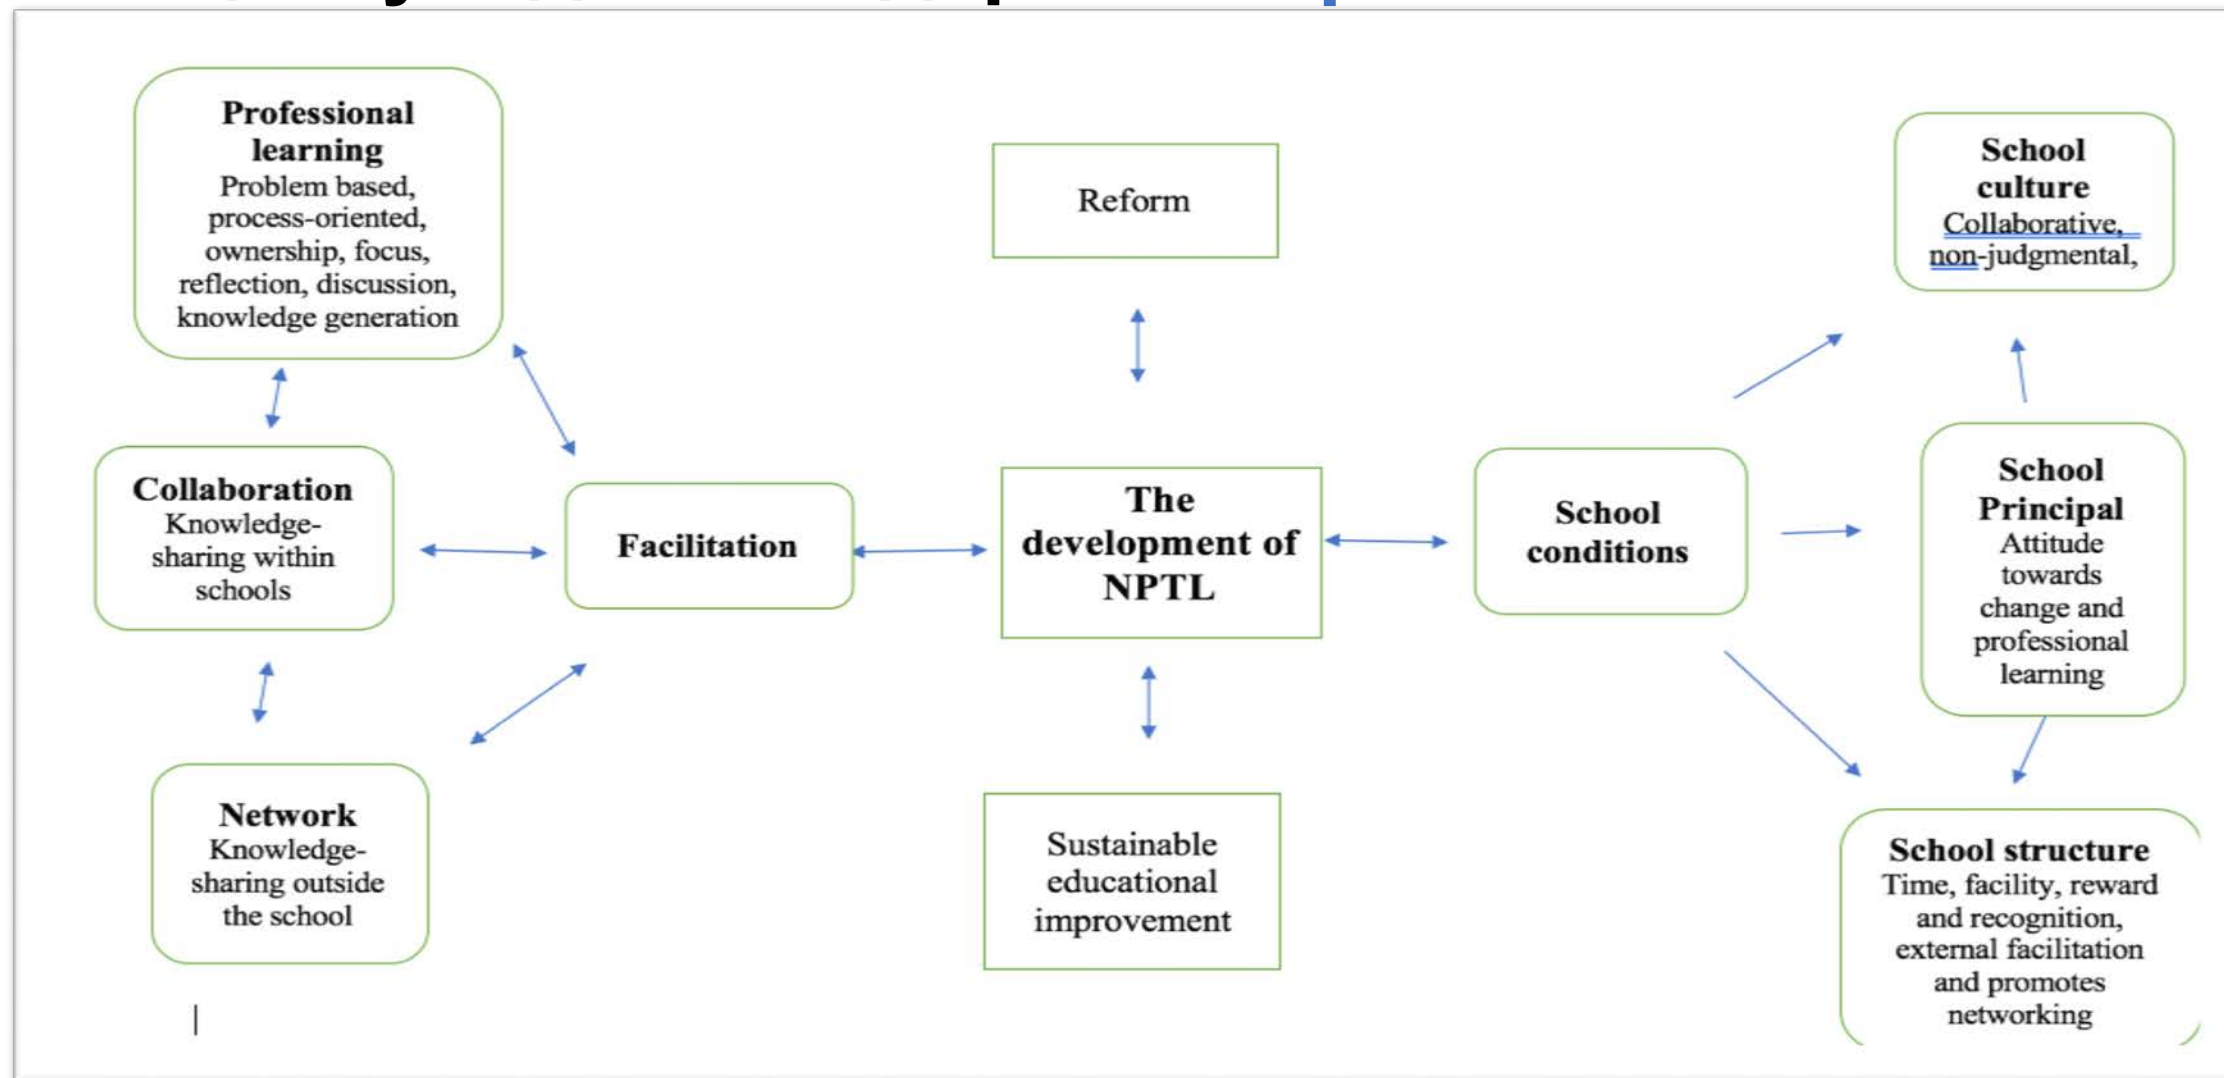 Professional
learning
Problem based,
process-oriented,
ownership, focus,
reflection, discussion,
knowledge generation
Collaboration
Knowledge-
sharing within
schools
Network
Knowledge-
sharing outside
the school
Facilitation
Reform
The
development of
NPTL
Sustainable
educational
improvement
School
conditions
School
culture
Collaborative,
non-judgmental,
School
Principal
Attitude
towards
change and
professional
learning
School structure
Time, facility, reward
and recognition,
external facilitation
and promotes
networking